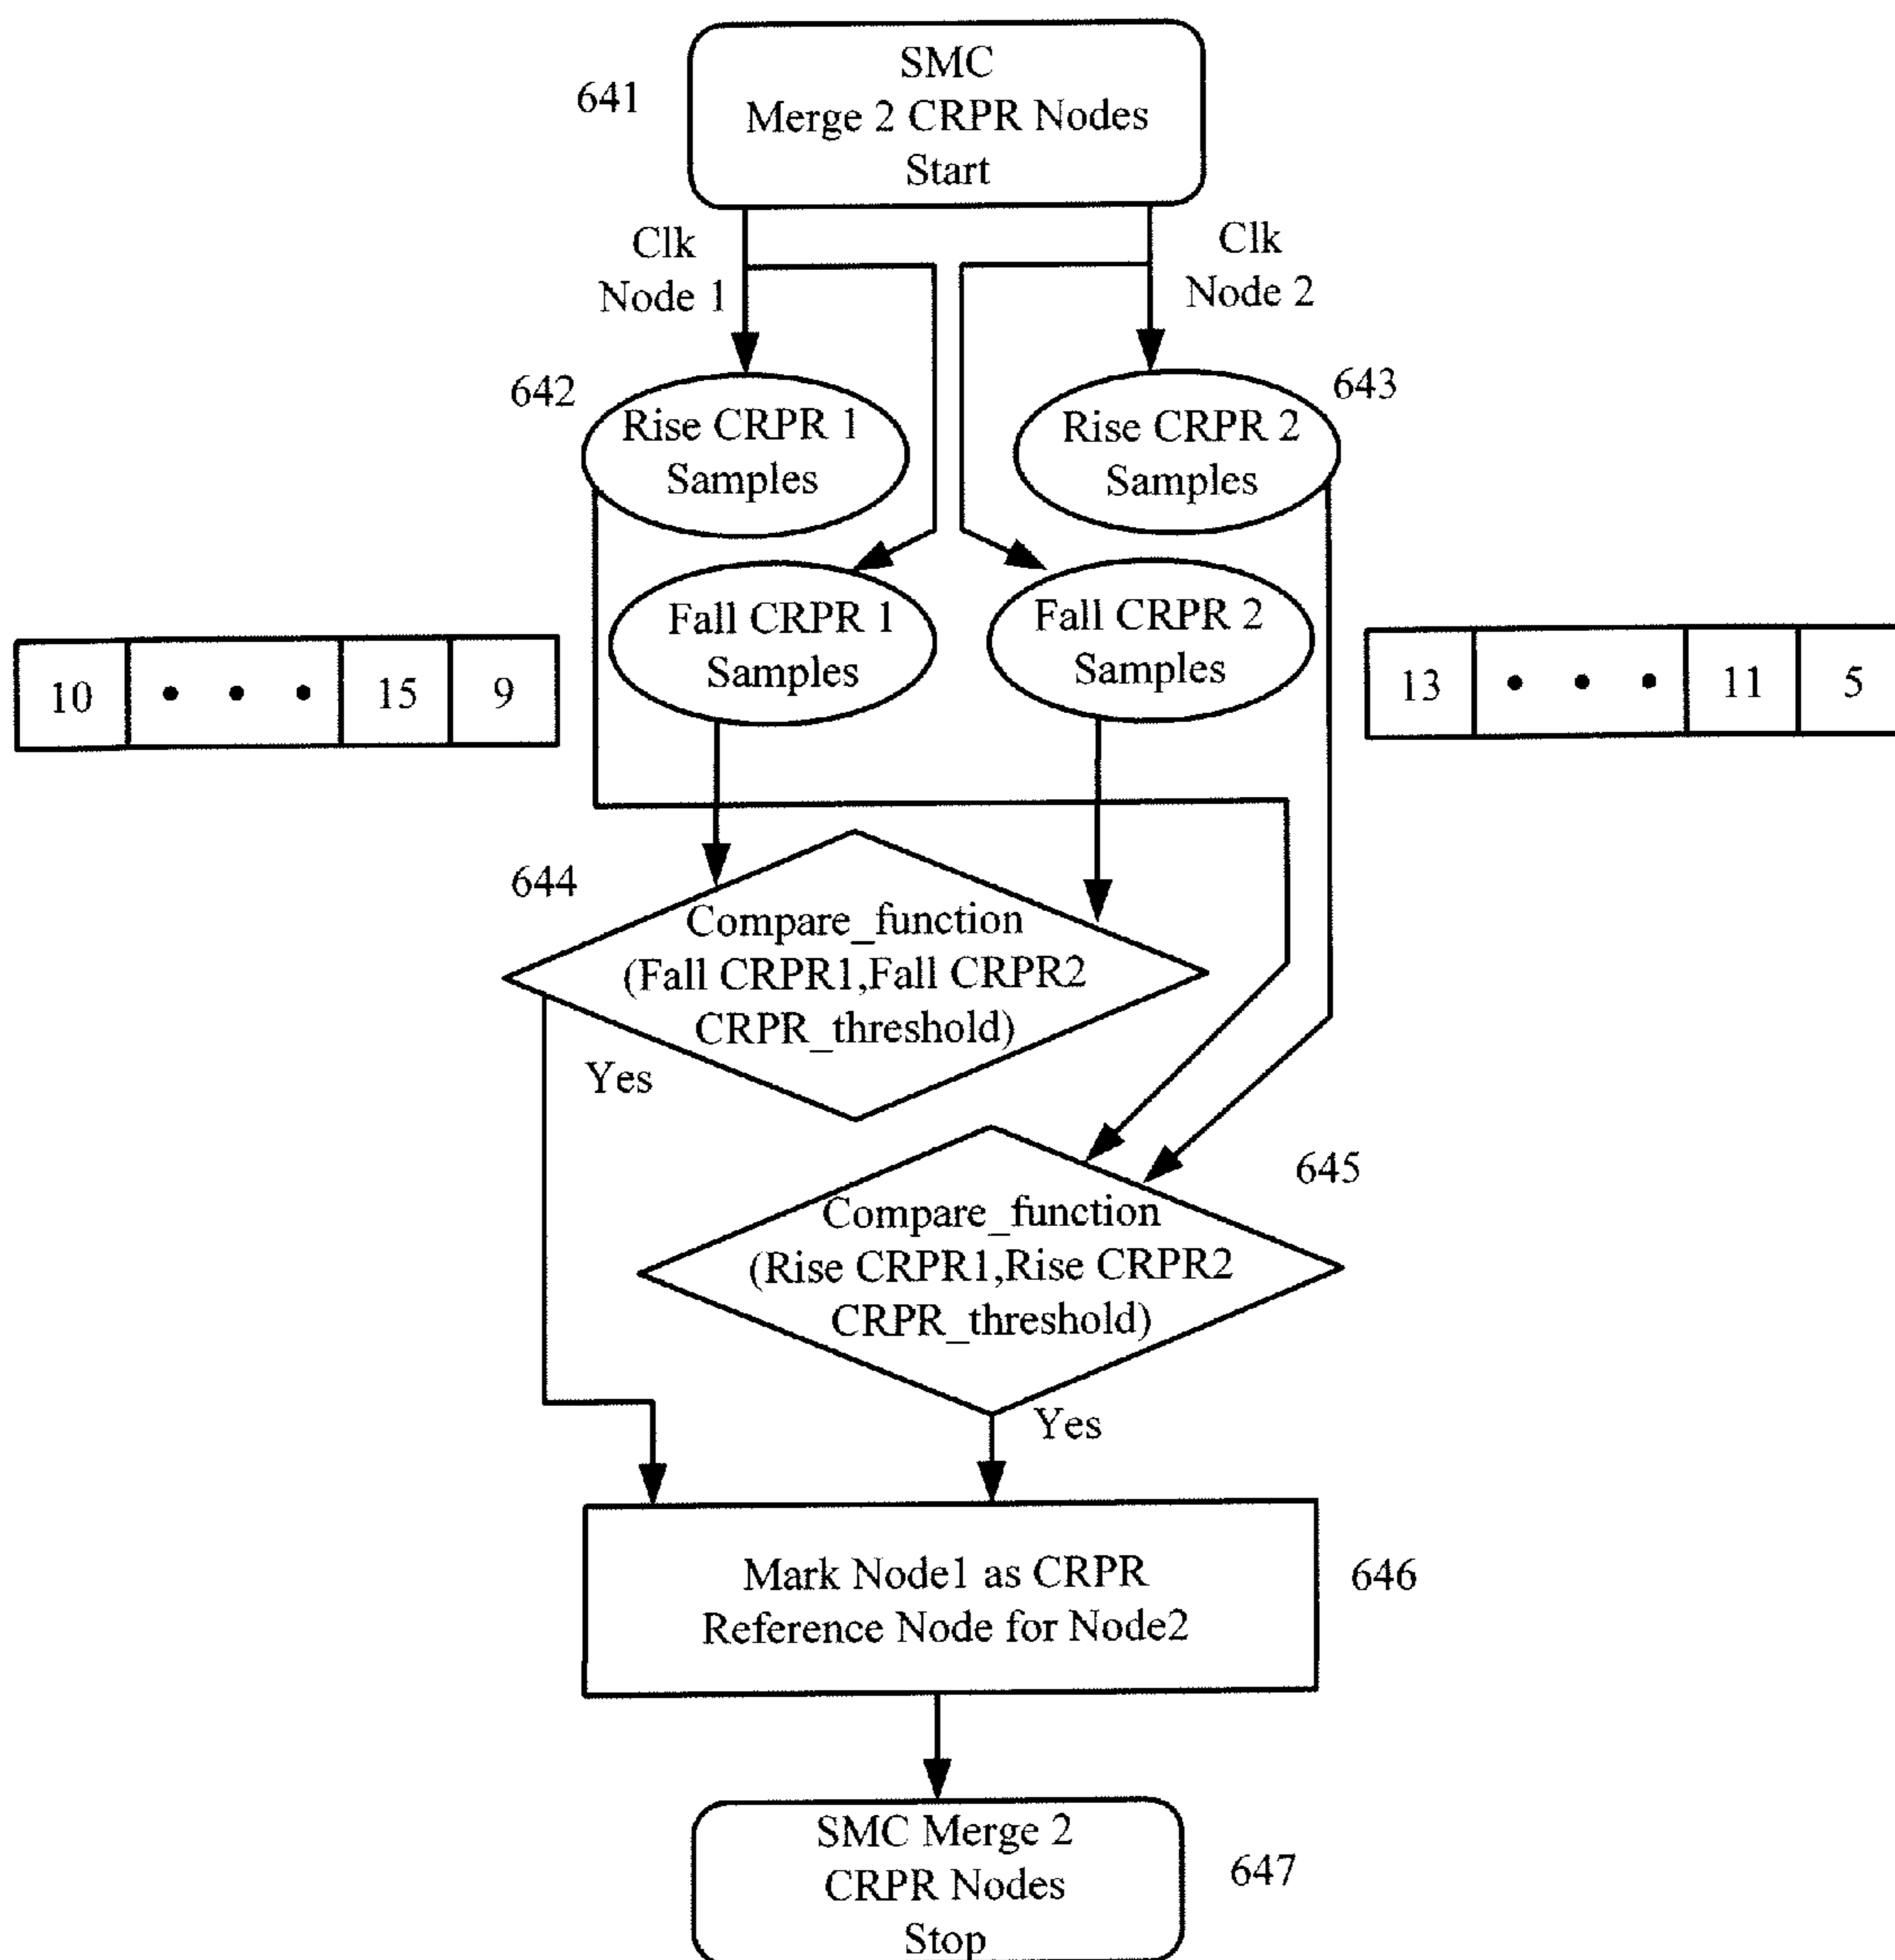 641
SMC
Merge 2 CRPR Nodes
Start
Clk
Node 1
Clk
Node 2
642
Rise CRPR 1
Samples
643
Rise CRPR 2
Samples
Fall CRPR 1
Samples
Fall CRPR 2
Samples
10 • • • 15 9
13 • • • 11 5
644
Compare_function
(Fall CRPR1,Fall CRPR2
CRPR_threshold)
Yes
645
Compare_function
(Rise CRPR1,Rise CRPR2
CRPR_threshold)
Yes
Mark Node1 as CRPR
Reference Node for Node2
646
SMC Merge 2
CRPR Nodes
Stop
647